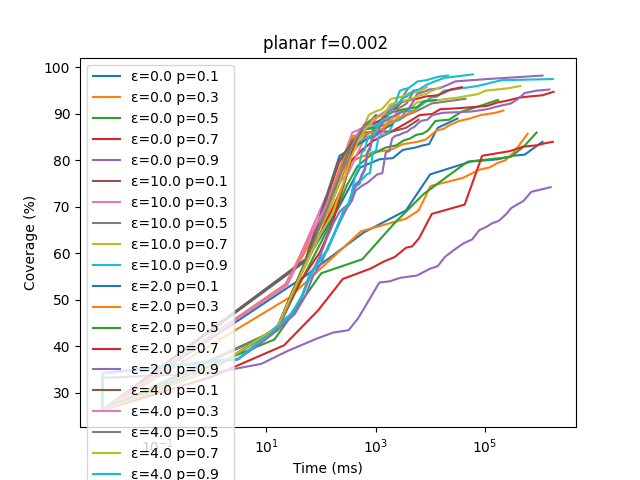 planar f=0.002
Coverage (%)
100
90
80
70
60
50
40
30
ε=0.0 p=0.1
ε=0.0 p=0.3
ε=0.0 p=0.5
ε=0.0 p=0.7
ε=0.0 p=0.9
ε=10.0 p=0.1
ε=10.0 p=0.3
ε=10.0 p=0.5
ε=10.0 p=0.7
ε=10.0 p=0.9
ε=2.0 p=0.1
ε=2.0 p=0.3
ε=2.0 p=0.5
ε=2.0 p=0.7
ε=2.0 p=0.9
ε=4.0 p=0.1
ε=4.0 p=0.3
ε=4.0 p=0.5
ε=4.0 p=0.7
ε=4.0 p=0.9
10⁻¹ 10¹ 10³ 10⁵
Time (ms)